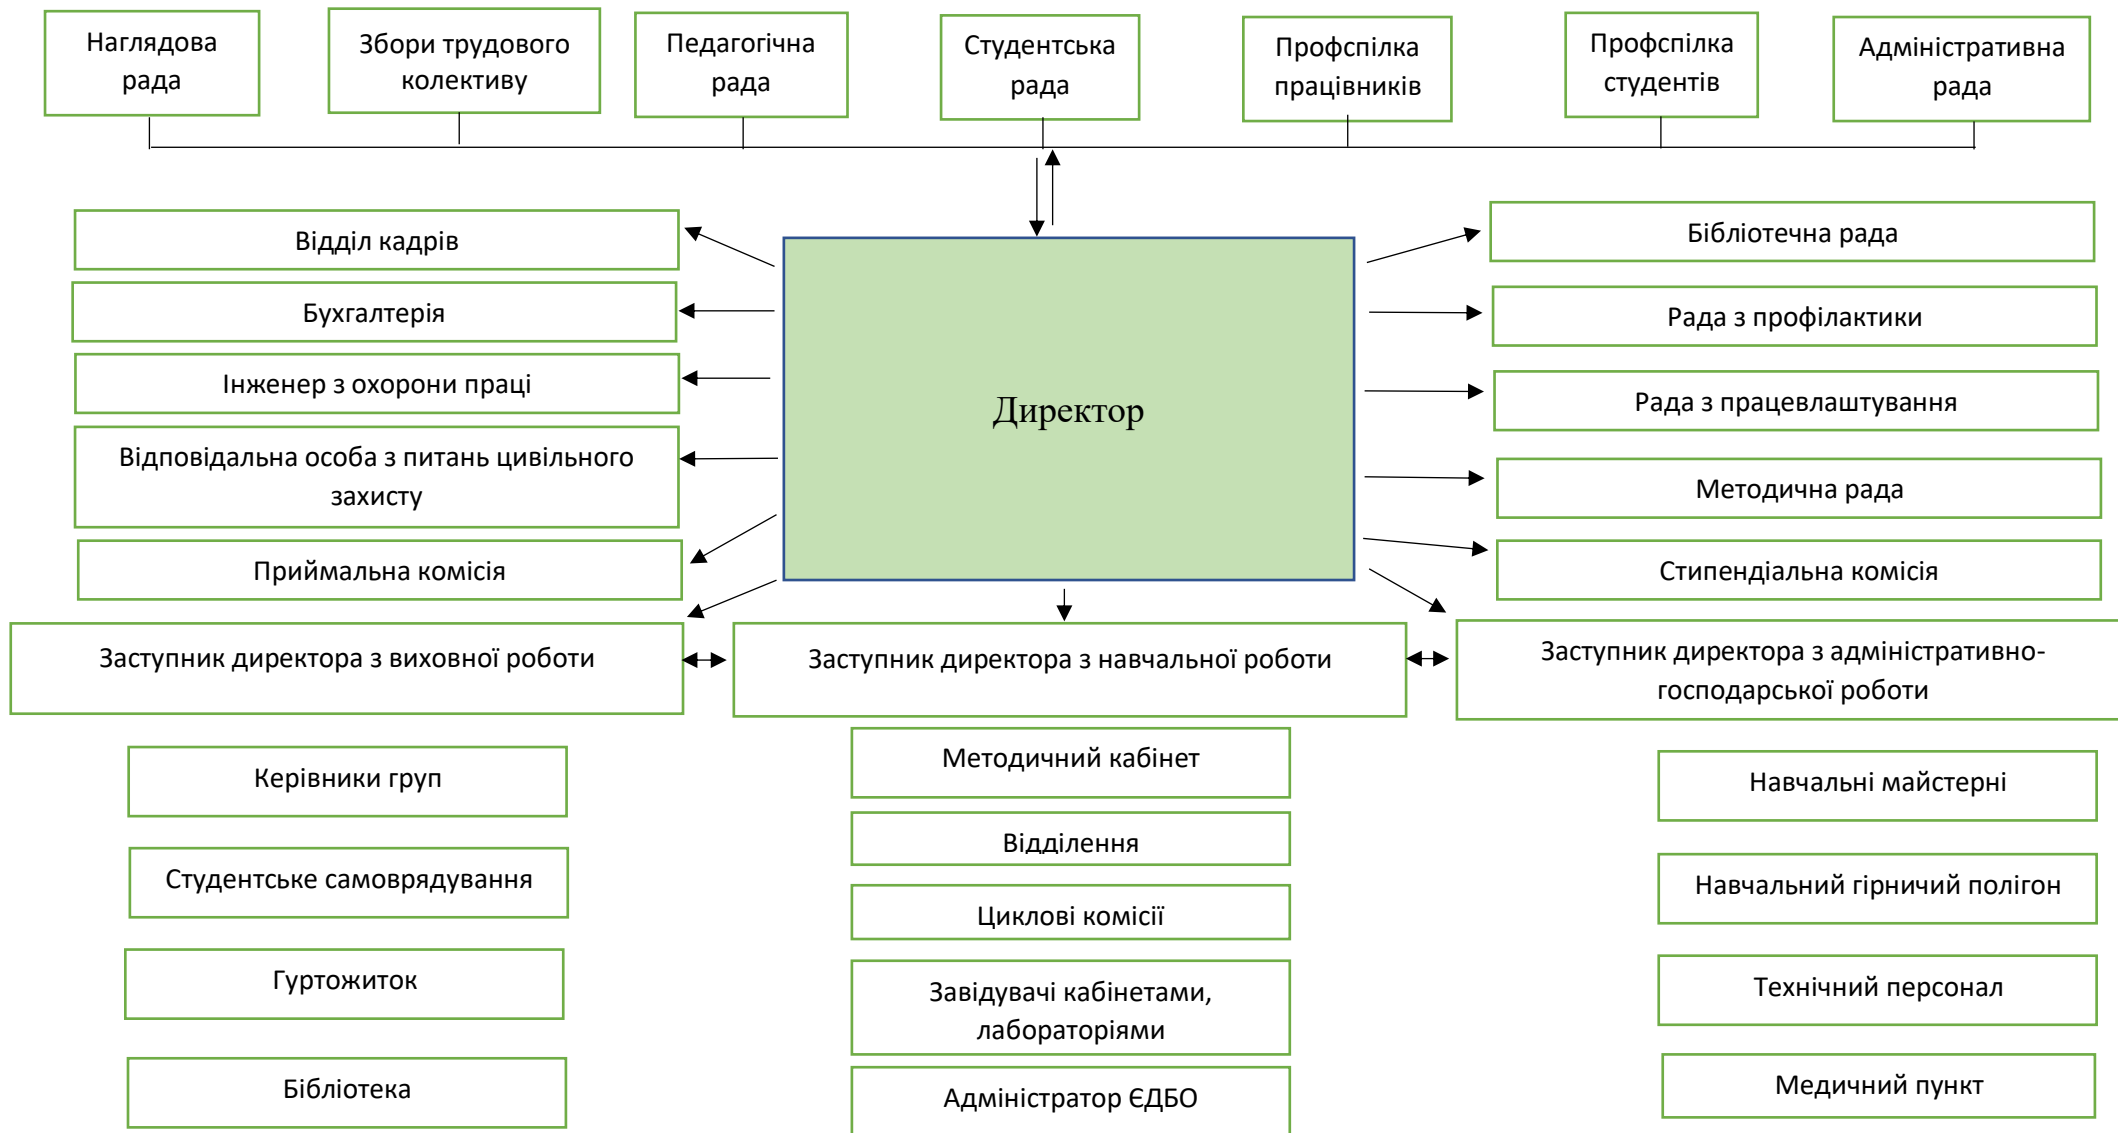 Наглядова
рада
Збори трудового
колективу
Педагогічна
рада
Студентська
рада
Профспілка
працівників
Профспілка
студентів
Адміністративна
рада
Відділ кадрів
Бухгалтерія
Інженер з охорони праці
Відповідальна особа з питань цивільного
захисту
Приймальна комісія
Директор
Бібліотечна рада
Рада з профілактики
Рада з працевлаштування
Методична рада
Стипендіальна комісія
Заступник директора з виховної роботи
Заступник директора з навчальної роботи
Заступник директора з адміністративно-
господарської роботи
Керівники груп
Студентське самоврядування
Гуртожиток
Бібліотека
Методичний кабінет
Відділення
Циклові комісії
Завідувачі кабінетами,
лабораторіями
Адміністратор ЄДБО
Навчальні майстерні
Навчальний гірничий полігон
Технічний персонал
Медичний пункт